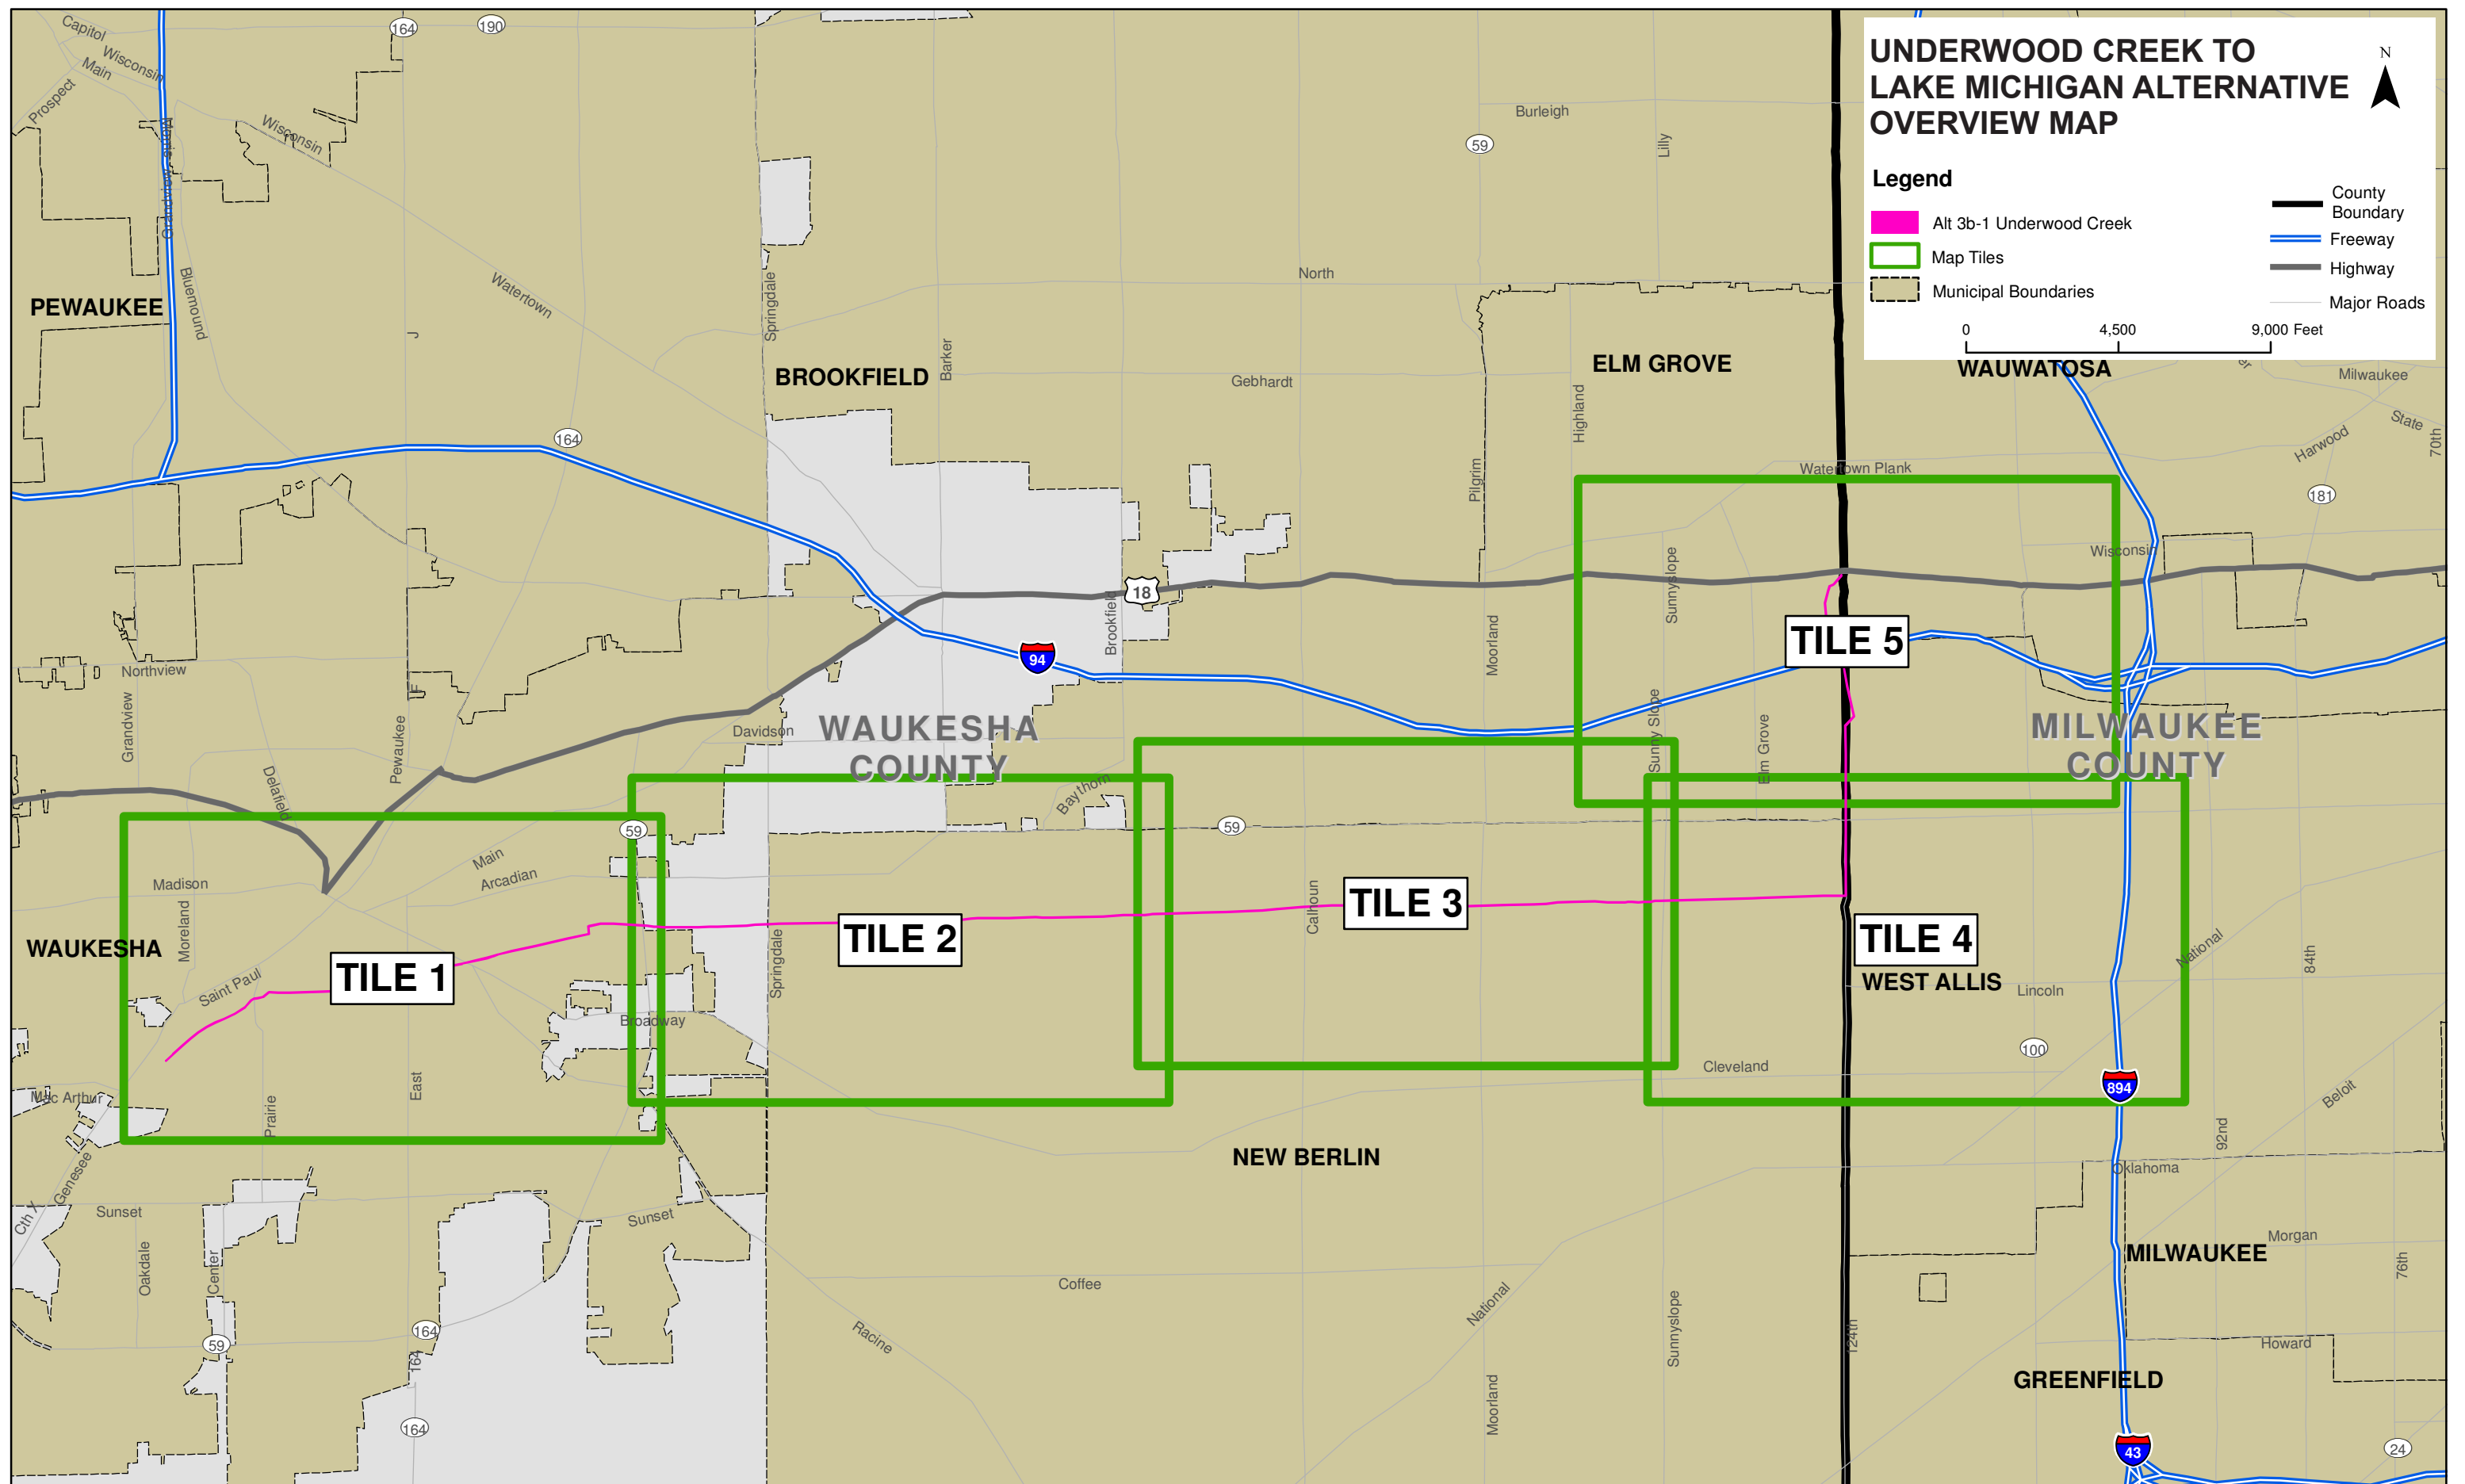 UNDERWOOD CREEK TO
LAKE MICHIGAN ALTERNATIVE
OVERVIEW MAP
N
Legend
Alt 3b-1 Underwood Creek
Map Tiles
Municipal Boundaries
County
Boundary
Freeway
Highway
Major Roads
0 4,500 9,000 Feet
Capitol
Wisconsin
Main
Prospect
164
190
Wisconsin
Grandview
Bluemound
PEWAUKEE
J
Watertown
Springdale
BROOKFIELD
Barker
North
Burleigh
59
Lilly
Gebhardt
ELM GROVE
Highland
Pilgrim
WAUWATOSA
Milwaukee
State
Harwood
70th
181
Watertown Plank
Wisconsin
164
18
94
Brookfield
Moorland
Sunnyslope
TILE 5
Northview
Grandview
F
Pewaukee
Delafield
Davidson
WAUKESHA
COUNTY
Baythorn
Sunny Slope
Elm Grove
MILWAUKEE
COUNTY
59
59
Main
Arcadian
Madison
Moreland
WAUKESHA
Saint Paul
TILE 1
TILE 2
TILE 3
TILE 4
Calhoun
Springdale
Broadway
WEST ALLIS
Lincoln
National
84th
100
Cleveland
894
Beloit
92nd
Mac Arthur
Prairie
East
Genesee
Cth X
Sunset
Sunset
NEW BERLIN
Oklahoma
Morgan
MILWAUKEE
76th
Oakdale
Center
Coffee
National
Racine
Sunnyslope
124th
59
164
164
164
Moorland
Howard
GREENFIELD
43
24